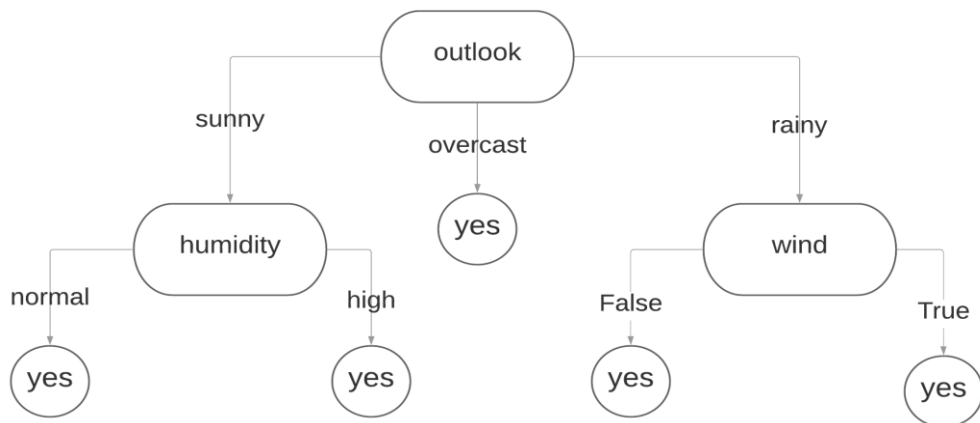 outlook
sunny
overcast
rainy
yes
humidity
wind
normal
high
False
True
yes
yes
yes
yes